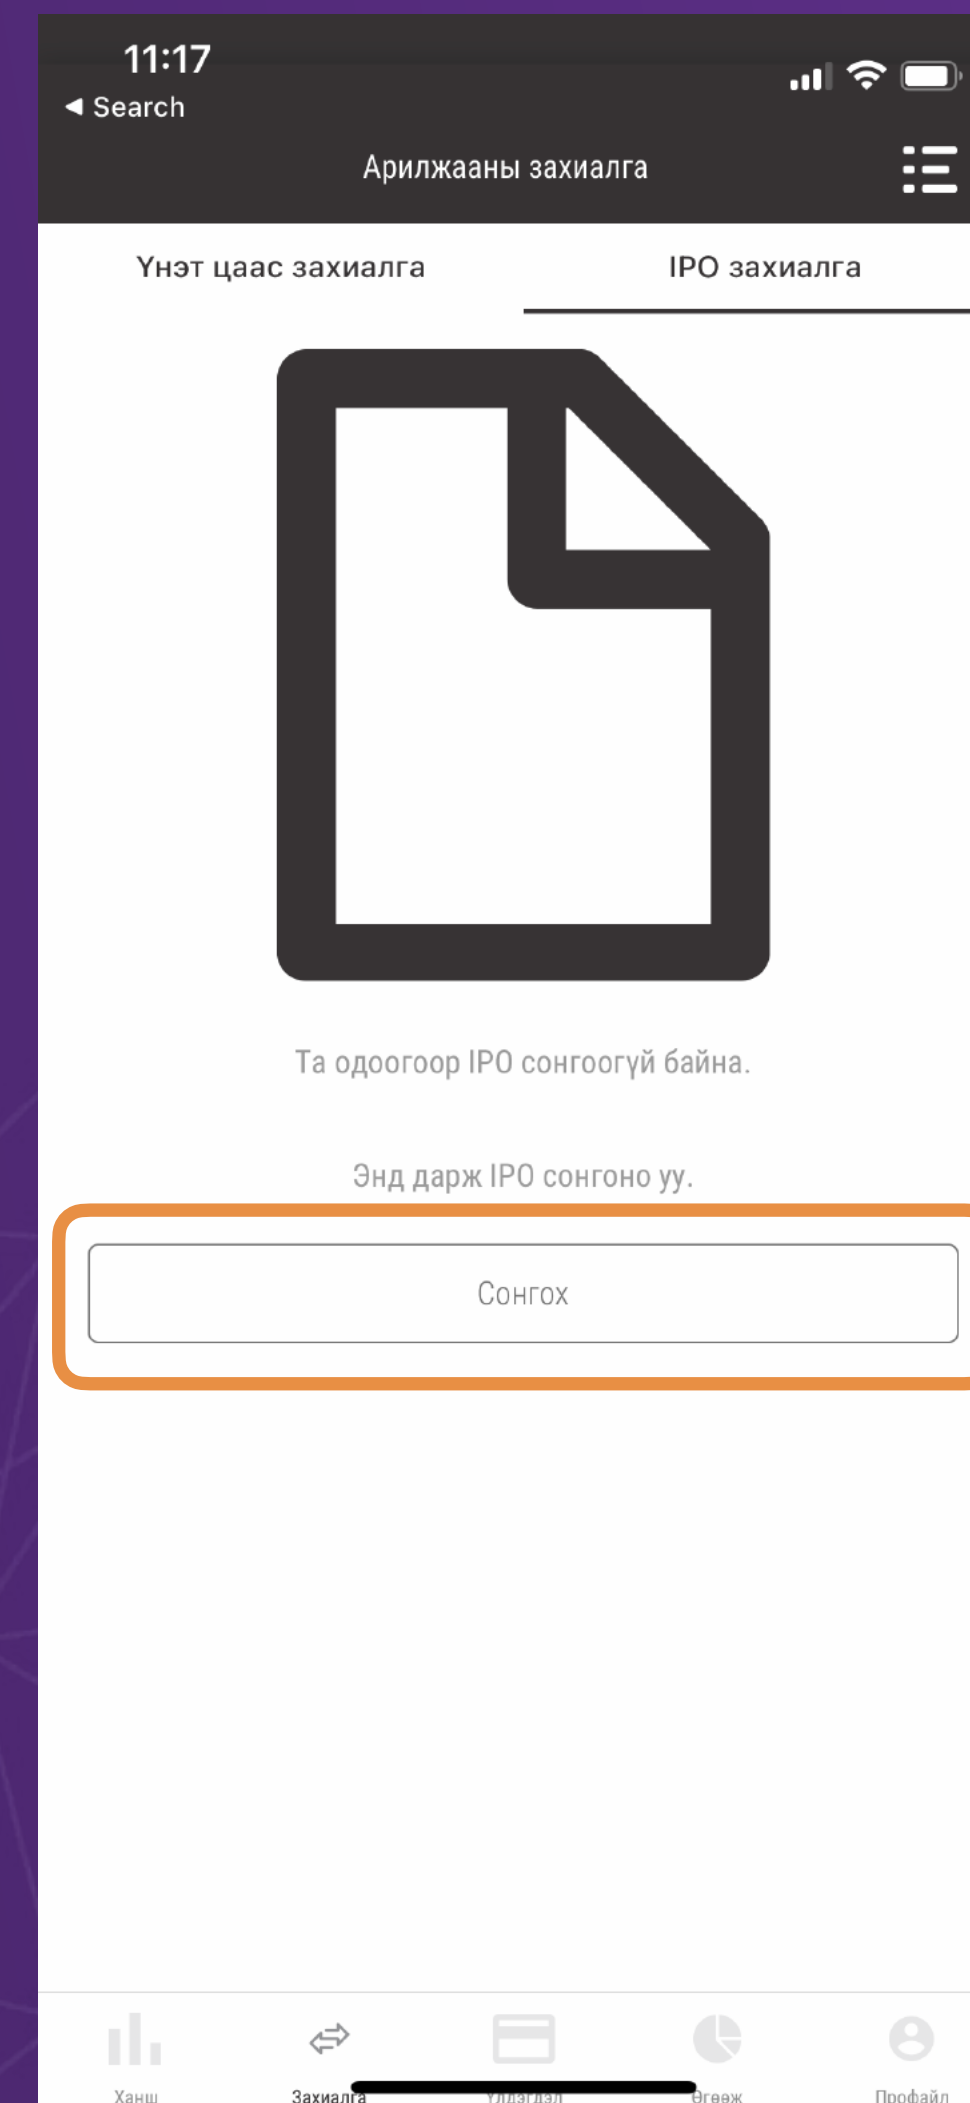 11:17
◀ Search
Арилжааны захиалга
Үнэт цаас захиалга
IPO захиалга
Та одоогоор IPO сонгоогүй байна.
Энд дарж IPO сонгоно уу.
Сонгох
Ханш
Захиалга
Үлдэгдэл
Өгөөж
Профайл